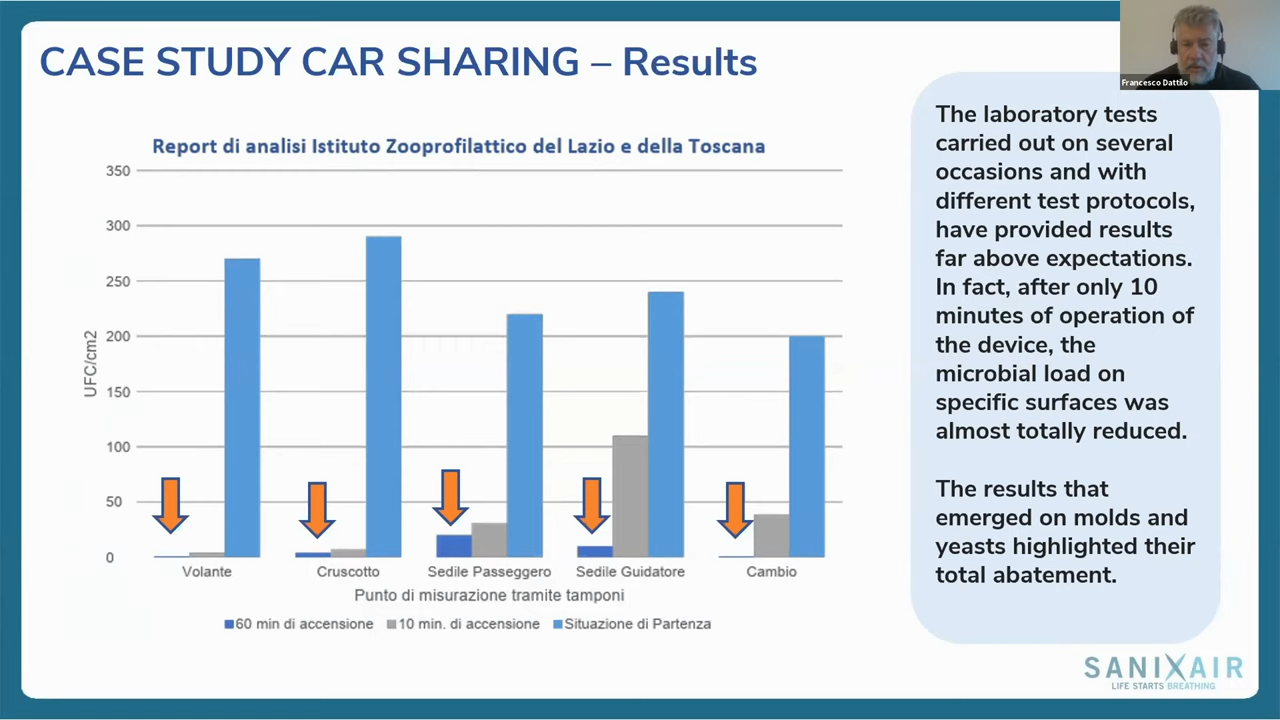 CASE STUDY CAR SHARING – Results
Francesco Dattilo
Report di analisi Istituto Zooprofilattico del Lazio e della Toscana
350
300
250
200
150
100
50
0
UFC/cm2
Volante
Cruscotto
Sedile Passeggero
Sedile Guidatore
Cambio
Punto di misurazione tramite tamponi
60 min di accensione
10 min. di accensione
Situazione di Partenza
The laboratory tests
carried out on several
occasions and with
different test protocols,
have provided results
far above expectations.
In fact, after only 10
minutes of operation of
the device, the
microbial load on
specific surfaces was
almost totally reduced.
The results that
emerged on molds and
yeasts highlighted their
total abatement.
SANIXAIR
LIFE STARTS BREATHING